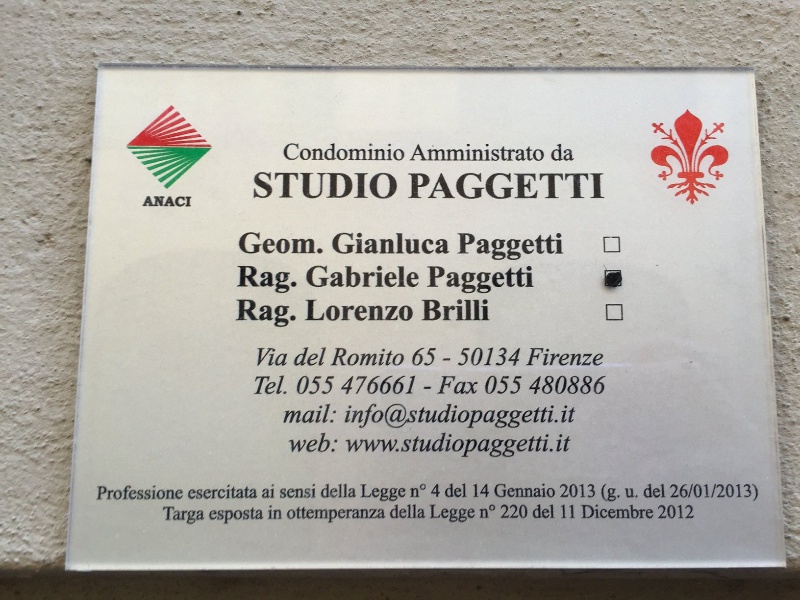 ANACI
Condominio Amministrato da
STUDIO PAGGETTI
Geom. Gianluca Paggetti ☐
Rag. Gabriele Paggetti ■
Rag. Lorenzo Brilli ☐
Via del Romito 65 - 50134 Firenze
Tel. 055 476661 - Fax 055 480886
mail: info@studiopaggetti.it
web: www.studiopaggetti.it
Professione esercitata ai sensi della Legge n° 4 del 14 Gennaio 2013 (g. u. del 26/01/2013)
Targa esposta in ottemperanza della Legge n° 220 del 11 Dicembre 2012